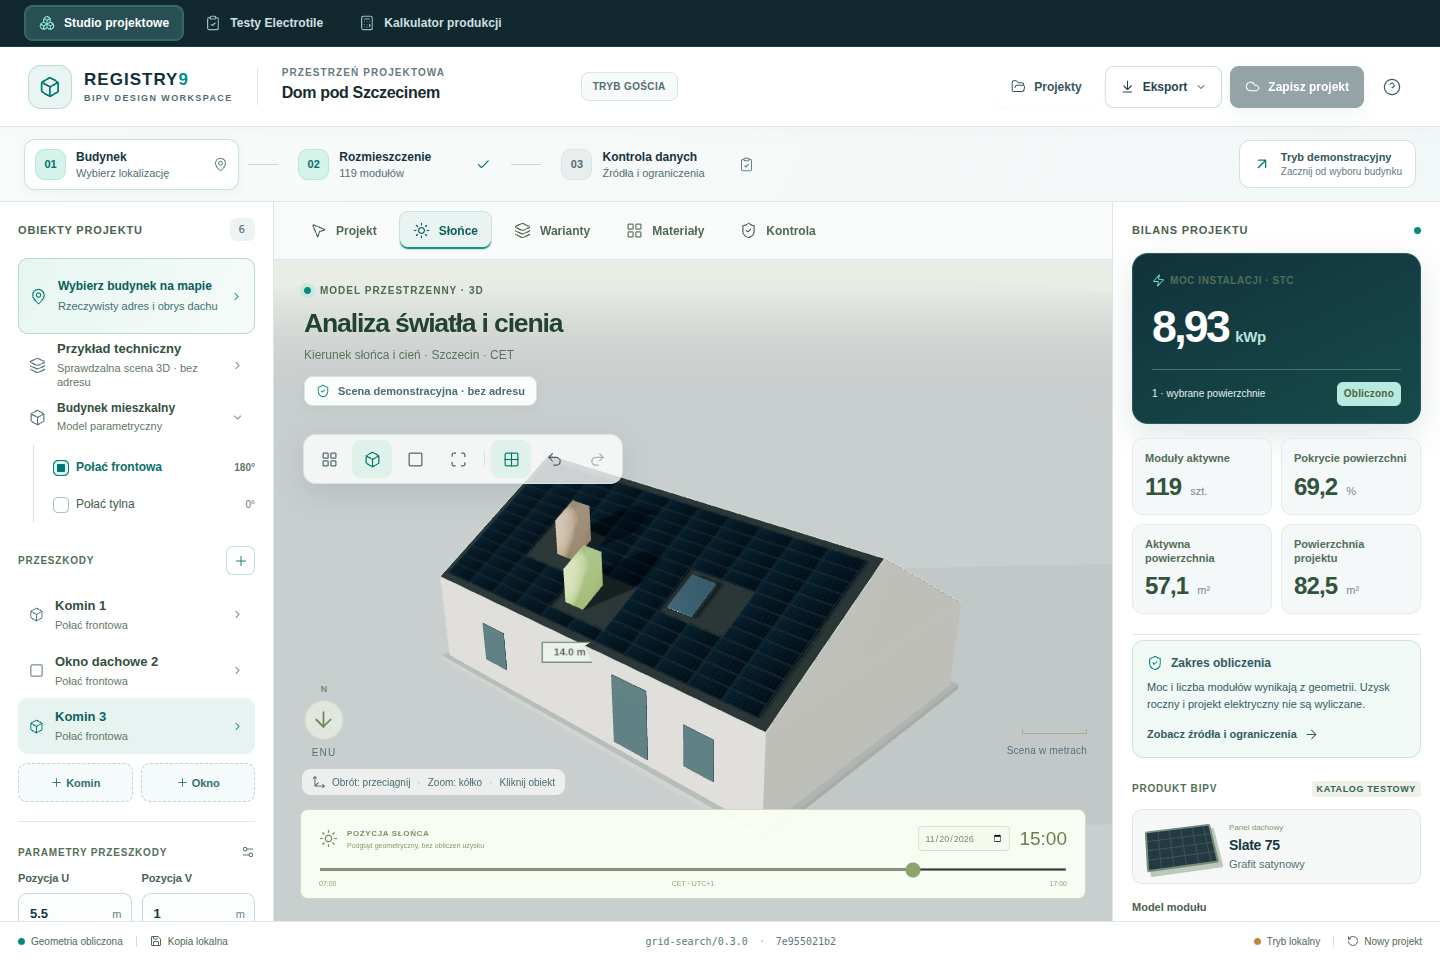 Studio projektowe
Testy Electrotile
Kalkulator produkcji
REGISTRY9
BIPV DESIGN WORKSPACE
PRZESTRZEŃ PROJEKTOWA
Dom pod Szczecinem
TRYB GOŚCIA
Projekty
Eksport
Zapisz projekt
01
Budynek
Wybierz lokalizację
02
Rozmieszczenie
119 modułów
03
Kontrola danych
Źródła i ograniczenia
Tryb demonstracyjny
Zacznij od wyboru budynku
OBIEKTY PROJEKTU
6
Wybierz budynek na mapie
Rzeczywisty adres i obrys dachu
Przykład techniczny
Sprawdzalna scena 3D · bez
adresu
Budynek mieszkalny
Model parametryczny
Połać frontowa
180°
Połać tylna
0°
PRZESZKODY
Komin 1
Połać frontowa
Okno dachowe 2
Połać frontowa
Komin 3
Połać frontowa
Komin
Okno
PARAMETRY PRZESZKODY
Pozycja U
Pozycja V
5.5
m
1
m
Projekt
Słońce
Warianty
Materiały
Kontrola
MODEL PRZESTRZENNY · 3D
Analiza światła i cienia
Kierunek słońca i cień · Szczecin · CET
Scena demonstracyjna · bez adresu
14.0 m
N
ENU
Scena w metrach
Obrót: przeciągnij · Zoom: kółko · Kliknij obiekt
POZYCJA SŁOŃCA
Podgląd geometryczny, bez obliczeń uzysku
11/20/2026
15:00
07:00
CET · UTC+1
17:00
BILANS PROJEKTU
MOC INSTALACJI · STC
8,93 kWp
1 · wybrane powierzchnie
Obliczono
Moduły aktywne
119 szt.
Pokrycie powierzchni
69,2 %
Aktywna
powierzchnia
57,1 m²
Powierzchnia
projektu
82,5 m²
Zakres obliczenia
Moc i liczba modułów wynikają z geometrii. Uzysk
roczny i projekt elektryczny nie są wyliczane.
Zobacz źródła i ograniczenia
PRODUKT BIPV
KATALOG TESTOWY
Panel dachowy
Slate 75
Grafit satynowy
Model modułu
Geometria obliczona
Kopia lokalna
grid-search/0.3.0 · 7e955021b2
Tryb lokalny
Nowy projekt